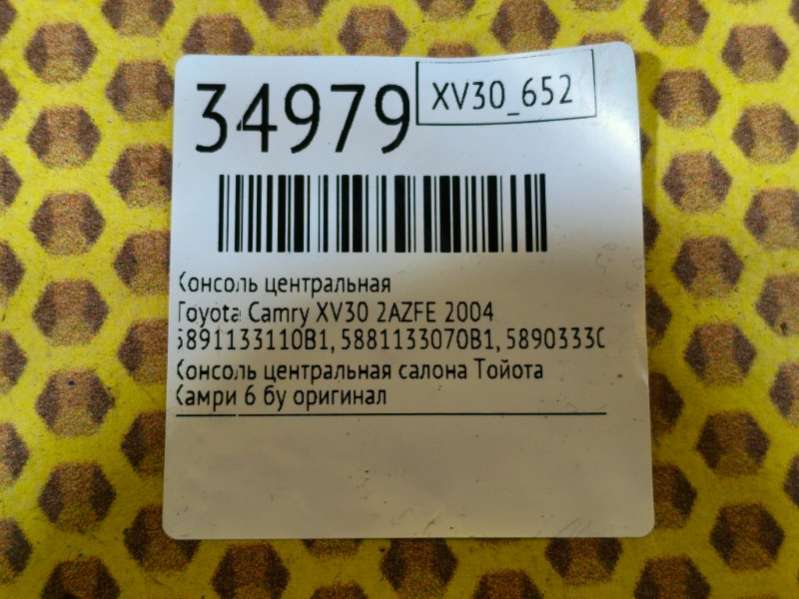 34979
XV30_652
Консоль центральная
Toyota Camry XV30 2AZFE 2004
5891133110B1, 5881133070B1, 5890333
Консоль центральная салона Тойота
Камри 6 бу оригинал